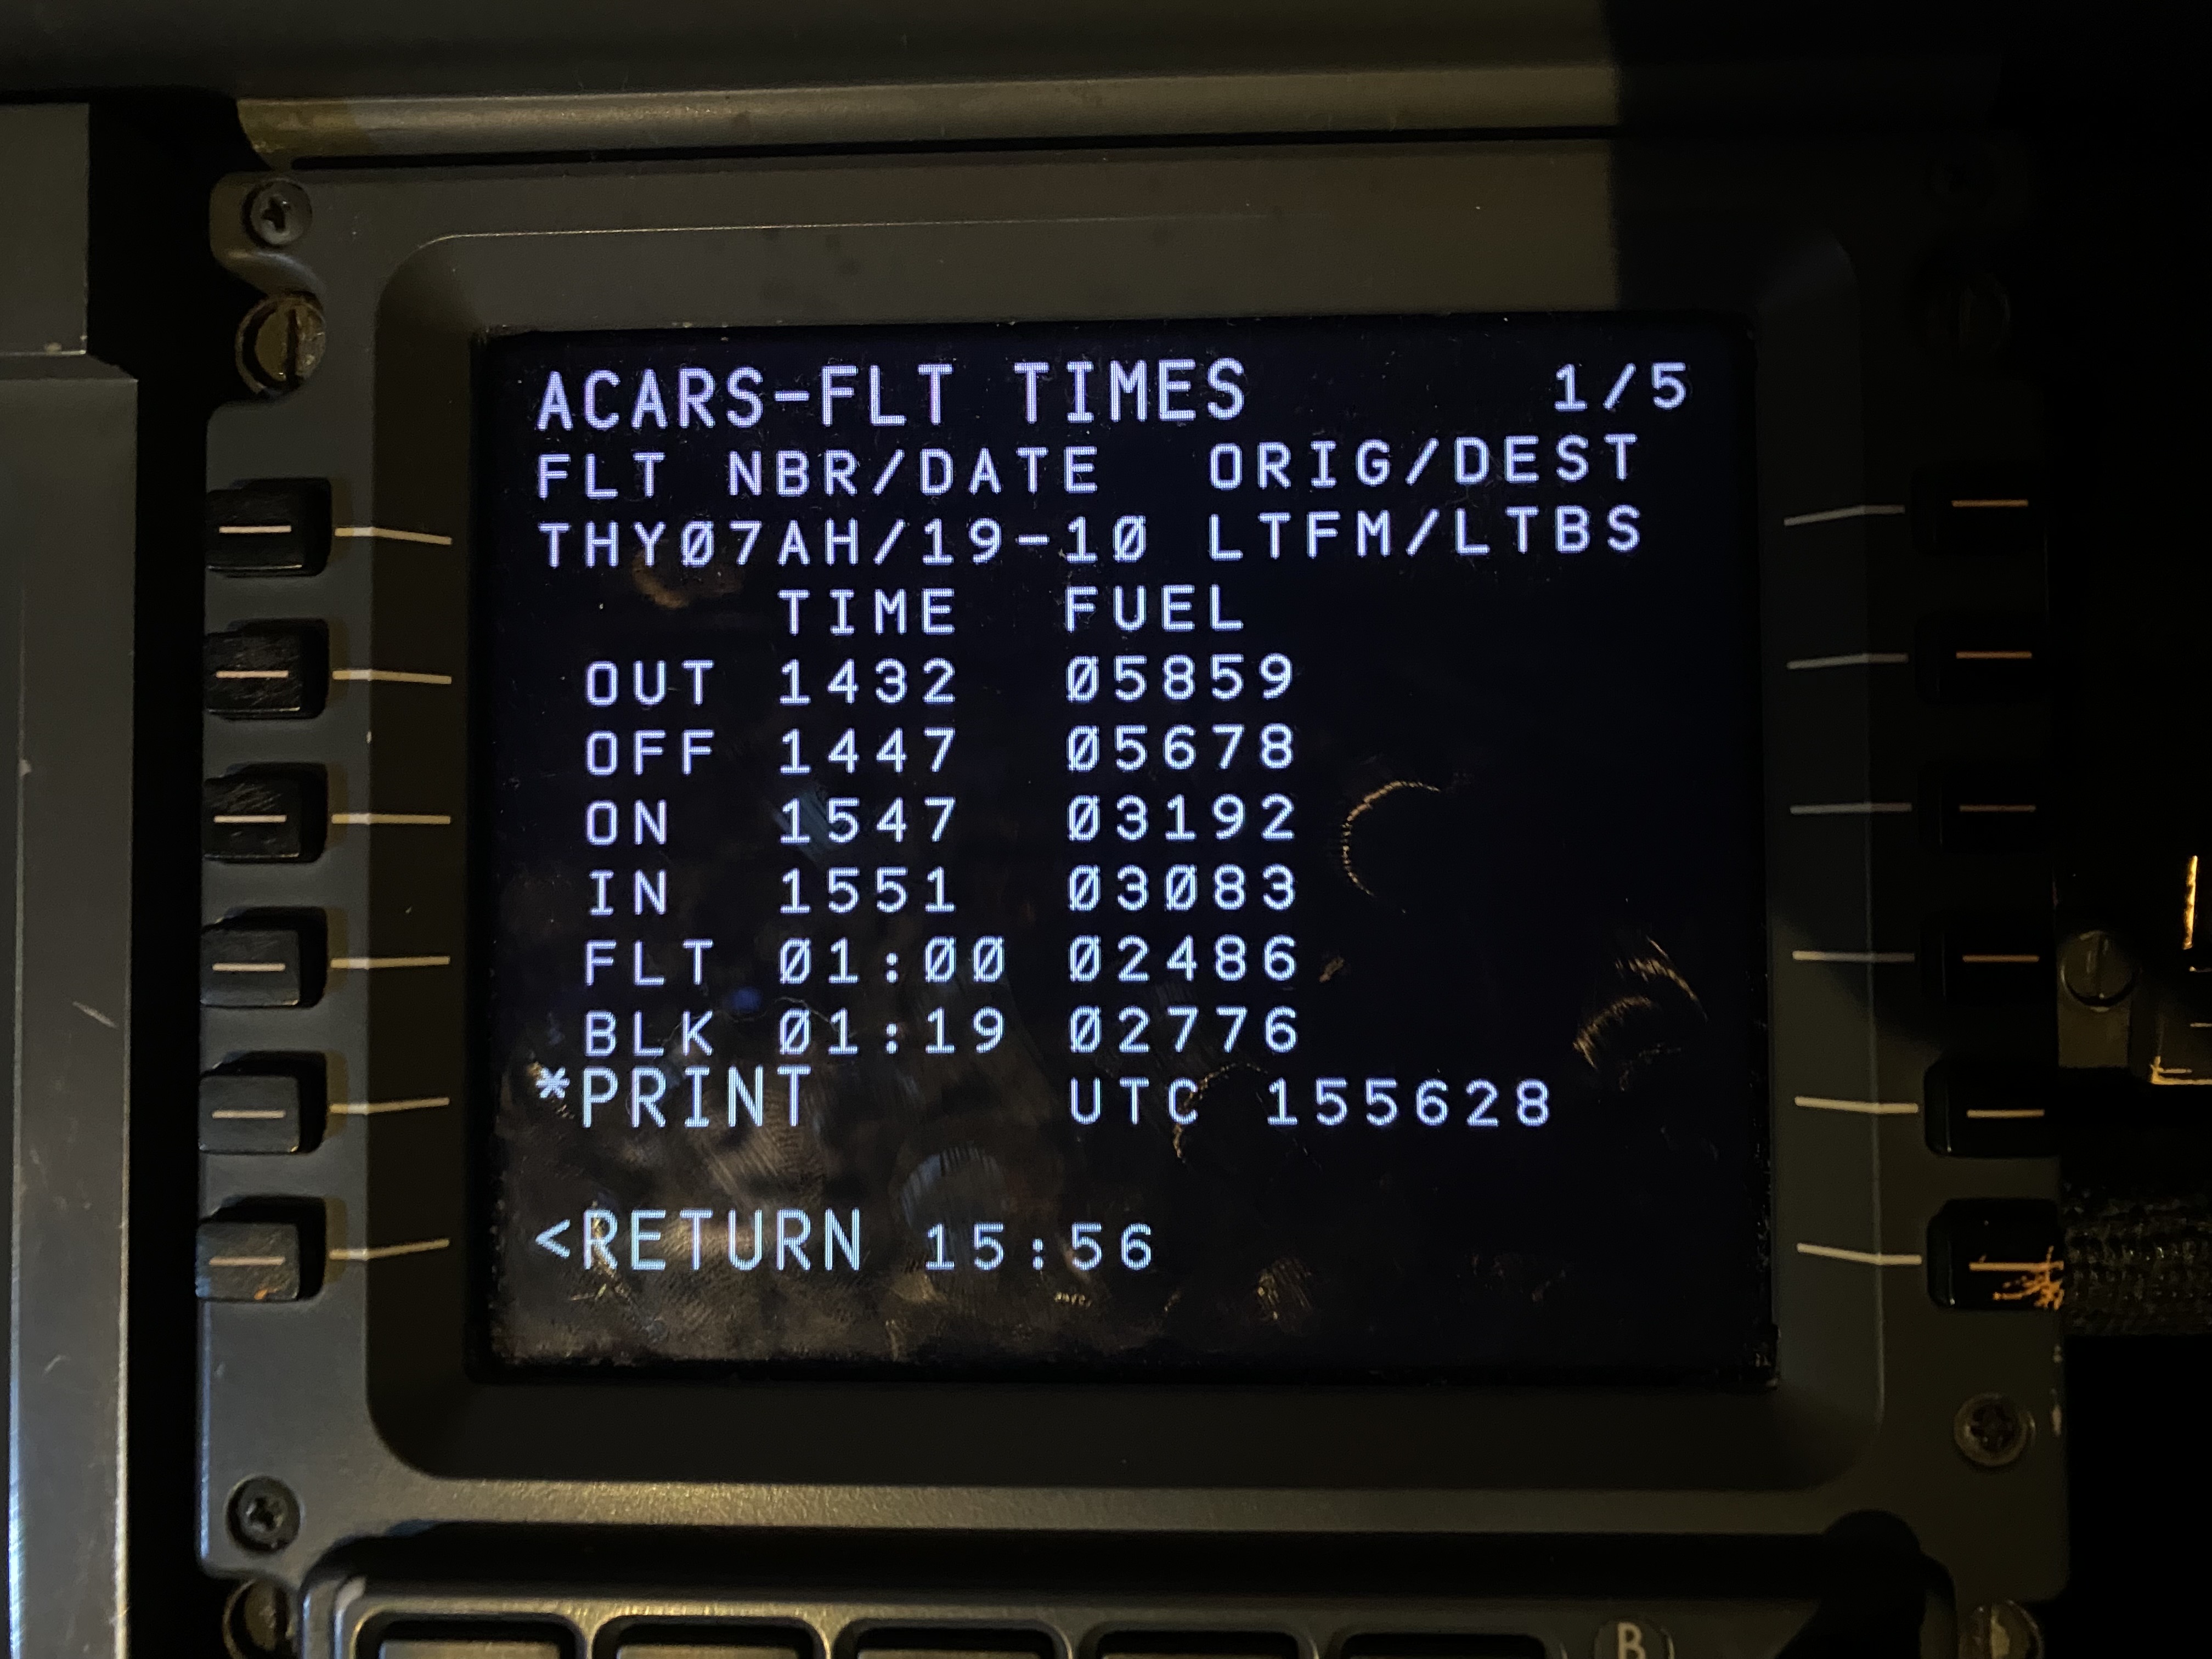 ACARS-FLT TIMES 1/5
FLT NBR/DATE ORIG/DEST
THY07AH/19-10 LTFM/LTBS
TIME FUEL
OUT 1432 05859
OFF 1447 05678
ON 1547 03192
IN 1551 03083
FLT 01:00 02486
BLK 01:19 02776
*PRINT UTC 155628
<RETURN 15:56
B